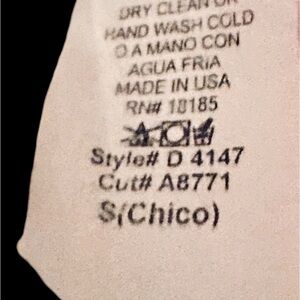 DRY CLEAN OR
HAND WASH COLD
O A MANO CON
AGUA FRIA
MADE IN USA
RN# 18185
Style# D 4147
Cut# A8771
S(Chico)